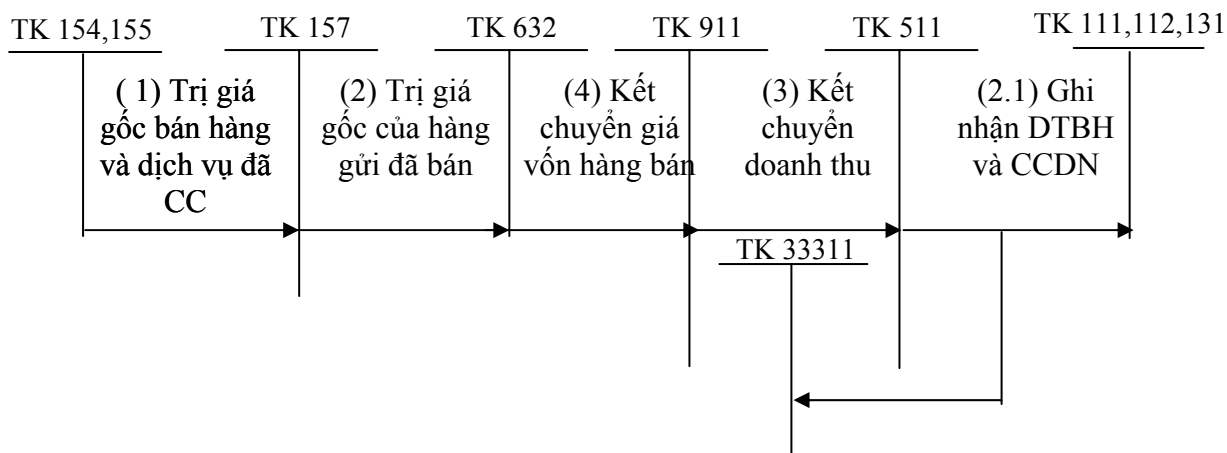 TK 154,155
TK 157
TK 632
TK 911
TK 511
TK 111,112,131
( 1) Trị giá
gốc bán hàng
và dịch vụ đã
CC
(2) Trị giá
gốc của hàng
gửi đã bán
(4) Kết
chuyển giá
vốn hàng bán
(3) Kết
chuyển
doanh thu
(2.1) Ghi
nhận DTBH
và CCDN
TK 33311